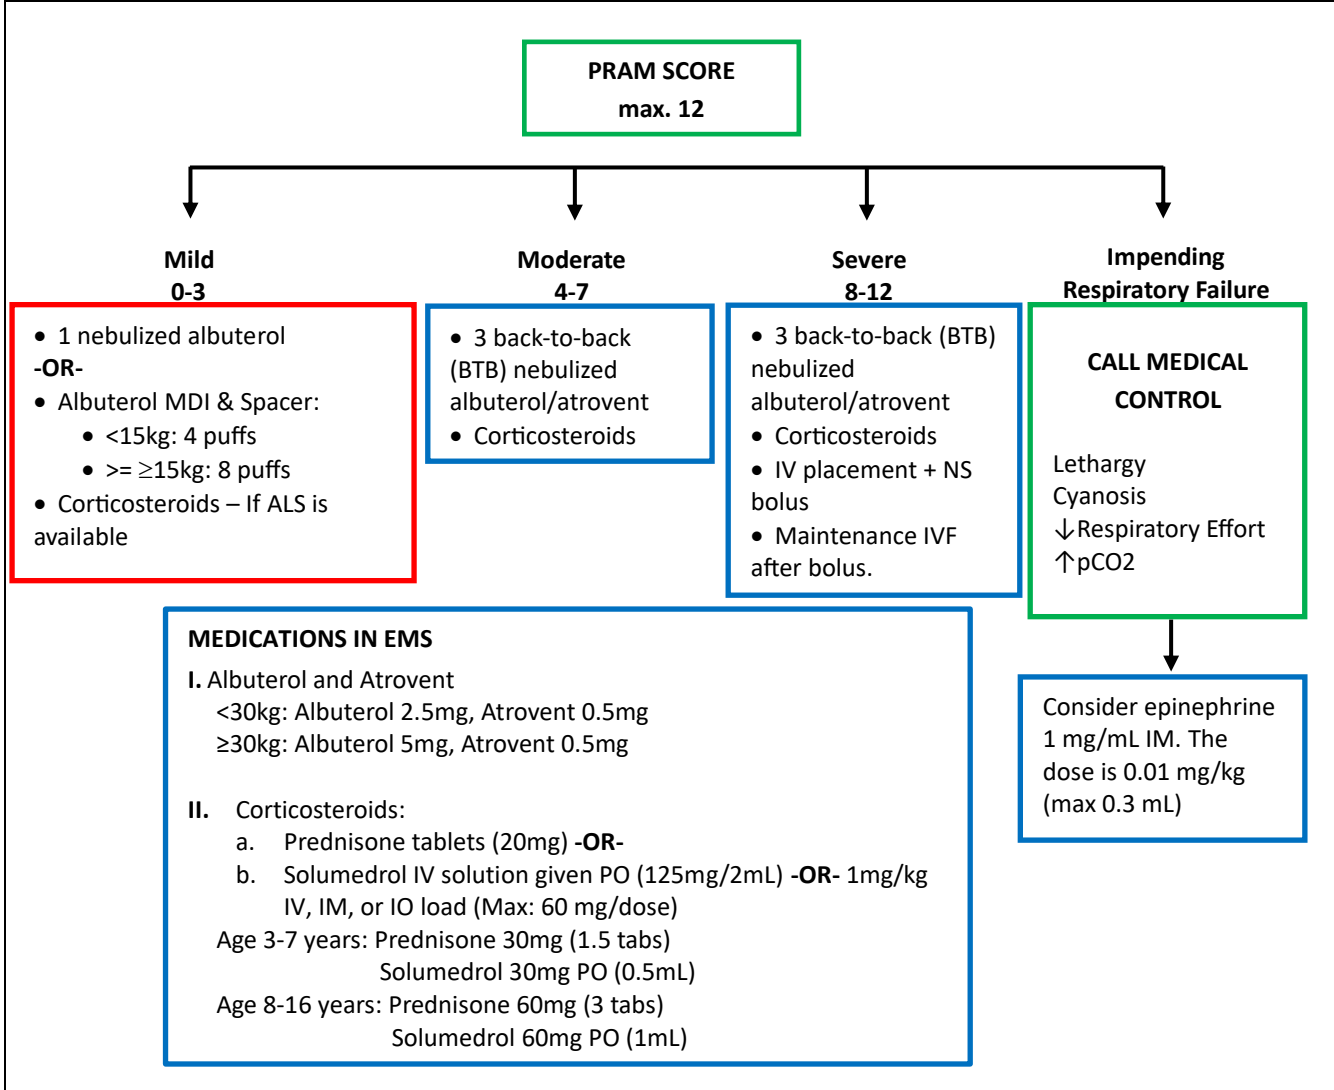 PRAM SCORE
max. 12
Mild
0-3
• 1 nebulized albuterol
-OR-
• Albuterol MDI & Spacer:
• <15kg: 4 puffs
• >= ≥15kg: 8 puffs
• Corticosteroids – If ALS is
available
Moderate
4-7
• 3 back-to-back
(BTB) nebulized
albuterol/atrovent
• Corticosteroids
Severe
8-12
• 3 back-to-back (BTB)
nebulized
albuterol/atrovent
• Corticosteroids
• IV placement + NS
bolus
• Maintenance IVF
after bolus.
Impending
Respiratory Failure
CALL MEDICAL
CONTROL
Lethargy
Cyanosis
↓Respiratory Effort
↑pCO2
Consider epinephrine
1 mg/mL IM. The
dose is 0.01 mg/kg
(max 0.3 mL)
MEDICATIONS IN EMS
I. Albuterol and Atrovent
<30kg: Albuterol 2.5mg, Atrovent 0.5mg
≥30kg: Albuterol 5mg, Atrovent 0.5mg
II. Corticosteroids:
a. Prednisone tablets (20mg) -OR-
b. Solumedrol IV solution given PO (125mg/2mL) -OR- 1mg/kg
IV, IM, or IO load (Max: 60 mg/dose)
Age 3-7 years: Prednisone 30mg (1.5 tabs)
Solumedrol 30mg PO (0.5mL)
Age 8-16 years: Prednisone 60mg (3 tabs)
Solumedrol 60mg PO (1mL)